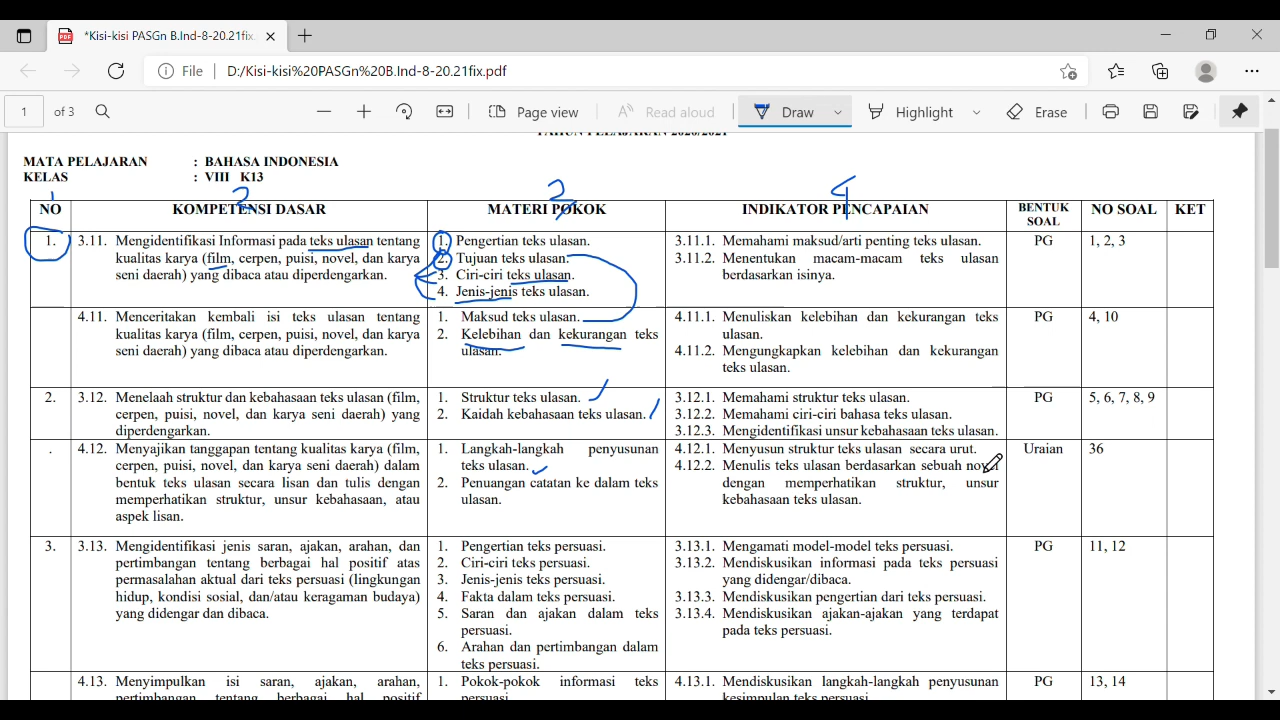 *Kisi-kisi PASGn B.Ind-8-20.21fix.
File D:/Kisi-kisi%20PASGn%20B.Ind-8-20.21fix.pdf
1 of 3 Page view Read aloud Draw Highlight Erase
TAHUN PELAJARAN 2020/2021
MATA PELAJARAN : BAHASA INDONESIA
KELAS : VIII K13
1 2 3 4
NO KOMPETENSI DASAR MATERI POKOK INDIKATOR PENCAPAIAN BENTUK SOAL NO SOAL KET
1. 3.11. Mengidentifikasi Informasi pada teks ulasan tentang
kualitas karya (film, cerpen, puisi, novel, dan karya
seni daerah) yang dibaca atau diperdengarkan.
1. Pengertian teks ulasan.
2. Tujuan teks ulasan.
3. Ciri-ciri teks ulasan.
4. Jenis-jenis teks ulasan.
3.11.1. Memahami maksud/arti penting teks ulasan.
3.11.2. Menentukan macam-macam teks ulasan
berdasarkan isinya.
PG 1, 2, 3
4.11. Menceritakan kembali isi teks ulasan tentang
kualitas karya (film, cerpen, puisi, novel, dan karya
seni daerah) yang dibaca atau diperdengarkan.
1. Maksud teks ulasan.
2. Kelebihan dan kekurangan teks
ulasan.
4.11.1. Menuliskan kelebihan dan kekurangan teks
ulasan.
4.11.2. Mengungkapkan kelebihan dan kekurangan
teks ulasan.
PG 4, 10
2. 3.12. Menelaah struktur dan kebahasaan teks ulasan (film,
cerpen, puisi, novel, dan karya seni daerah) yang
diperdengarkan.
1. Struktur teks ulasan.
2. Kaidah kebahasaan teks ulasan.
3.12.1. Memahami struktur teks ulasan.
3.12.2. Memahami ciri-ciri bahasa teks ulasan.
3.12.3. Mengidentifikasi unsur kebahasaan teks ulasan.
PG 5, 6, 7, 8, 9
. 4.12. Menyajikan tanggapan tentang kualitas karya (film,
cerpen, puisi, novel, dan karya seni daerah) dalam
bentuk teks ulasan secara lisan dan tulis dengan
memperhatikan struktur, unsur kebahasaan, atau
aspek lisan.
1. Langkah-langkah penyusunan
teks ulasan.
2. Penuangan catatan ke dalam teks
ulasan.
4.12.1. Menyusun struktur teks ulasan secara urut.
4.12.2. Menulis teks ulasan berdasarkan sebuah novel
dengan memperhatikan struktur, unsur
kebahasaan teks ulasan.
Uraian 36
3. 3.13. Mengidentifikasi jenis saran, ajakan, arahan, dan
pertimbangan tentang berbagai hal positif atas
permasalahan aktual dari teks persuasi (lingkungan
hidup, kondisi sosial, dan/atau keragaman budaya)
yang didengar dan dibaca.
1. Pengertian teks persuasi.
2. Ciri-ciri teks persuasi.
3. Jenis-jenis teks persuasi.
4. Fakta dalam teks persuasi.
5. Saran dan ajakan dalam teks
persuasi.
6. Arahan dan pertimbangan dalam
teks persuasi.
3.13.1. Mengamati model-model teks persuasi.
3.13.2. Mendiskusikan informasi pada teks persuasi
yang didengar/dibaca.
3.13.3. Mendiskusikan pengertian dari teks persuasi.
3.13.4. Mendiskusikan ajakan-ajakan yang terdapat
pada teks persuasi.
PG 11, 12
4.13. Menyimpulkan isi saran, ajakan, arahan,
pertimbangan tentang berbagai hal positif
1. Pokok-pokok informasi teks
persuasi.
4.13.1. Mendiskusikan langkah-langkah penyusunan
kesimpulan teks persuasi.
PG 13, 14